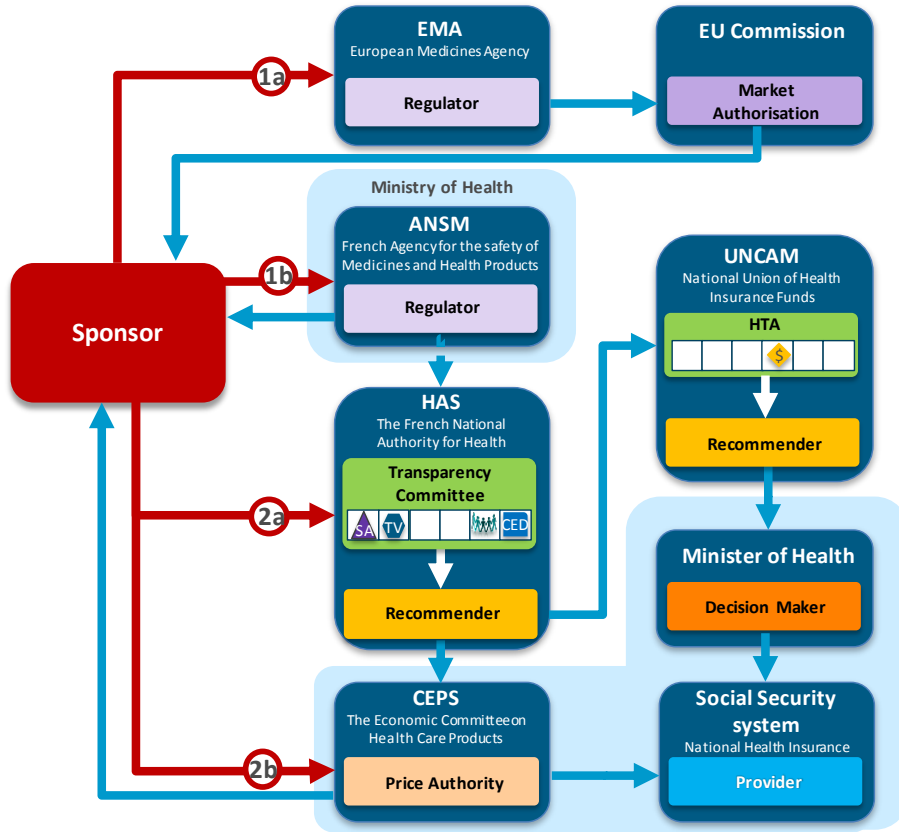 EMA
European Medicines Agency
Regulator
EU Commission
Market
Authorisation
1a
Ministry of Health
ANSM
French Agency for the safety of
Medicines and Health Products
Regulator
1b
Sponsor
UNCAM
National Union of Health
Insurance Funds
HTA
$
Recommender
HAS
The French National
Authority for Health
Transparency
Committee
SA
TV
CED
Recommender
2a
Minister of Health
Decision Maker
CEPS
The Economic Committeeon
Health Care Products
Price Authority
2b
Social Security
system
National Health Insurance
Provider